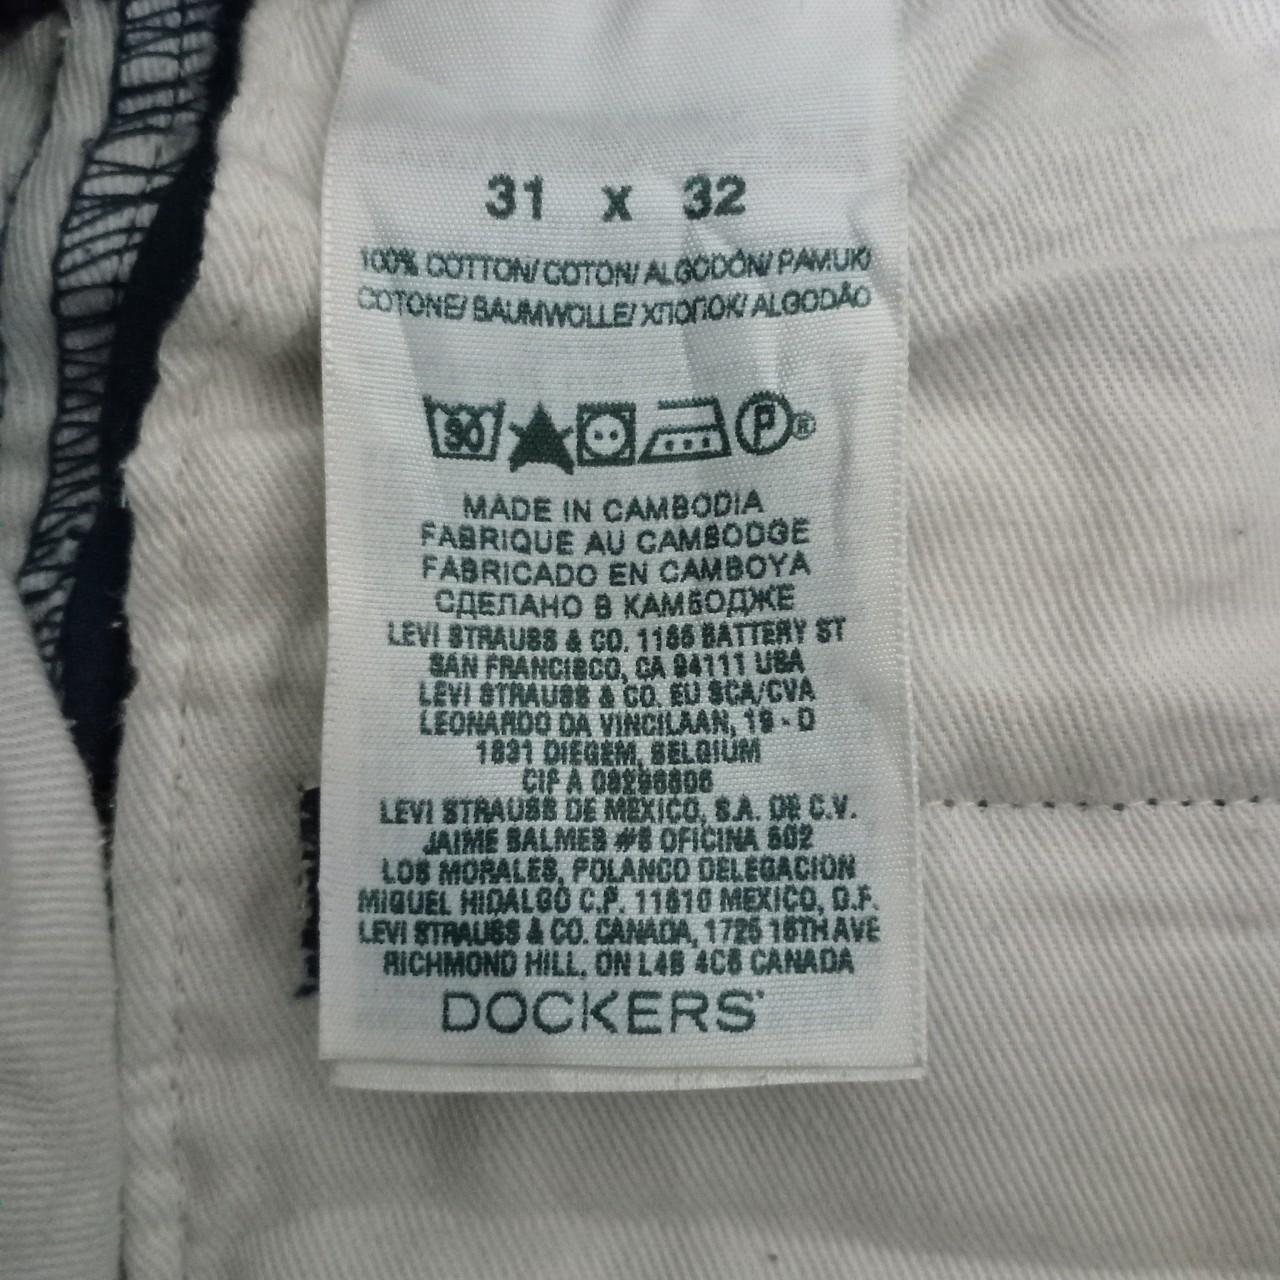 31 x 32
100% COTTON/ COTON/ ALGODÓN/ PAMUK/
COTONE/ BAUMWOLLE/ ХЛОПОК/ ALGODÃO
30
P ®
MADE IN CAMBODIA
FABRIQUE AU CAMBODGE
FABRICADO EN CAMBOYA
СДЕЛАНО В КАМБОДЖЕ
LEVI STRAUSS & CO. 1155 BATTERY ST
SAN FRANCISCO, CA 94111 USA
LEVI STRAUSS & CO. EU SCA/CVA
LEONARDO DA VINCILAAN, 19 - D
1831 DIEGEM, BELGIUM
CIF A
LEVI STRAUSS DE MEXICO, S.A. DE C.V.
JAIME BALMES #8 OFICINA 602
LOS MORALES, POLANCO DELEGACION
MIGUEL HIDALGO C.P. 11510 MEXICO, D.F.
LEVI STRAUSS & CO. CANADA, 1725 16TH AVE
RICHMOND HILL, ON L4B 4C6 CANADA
DOCKERS